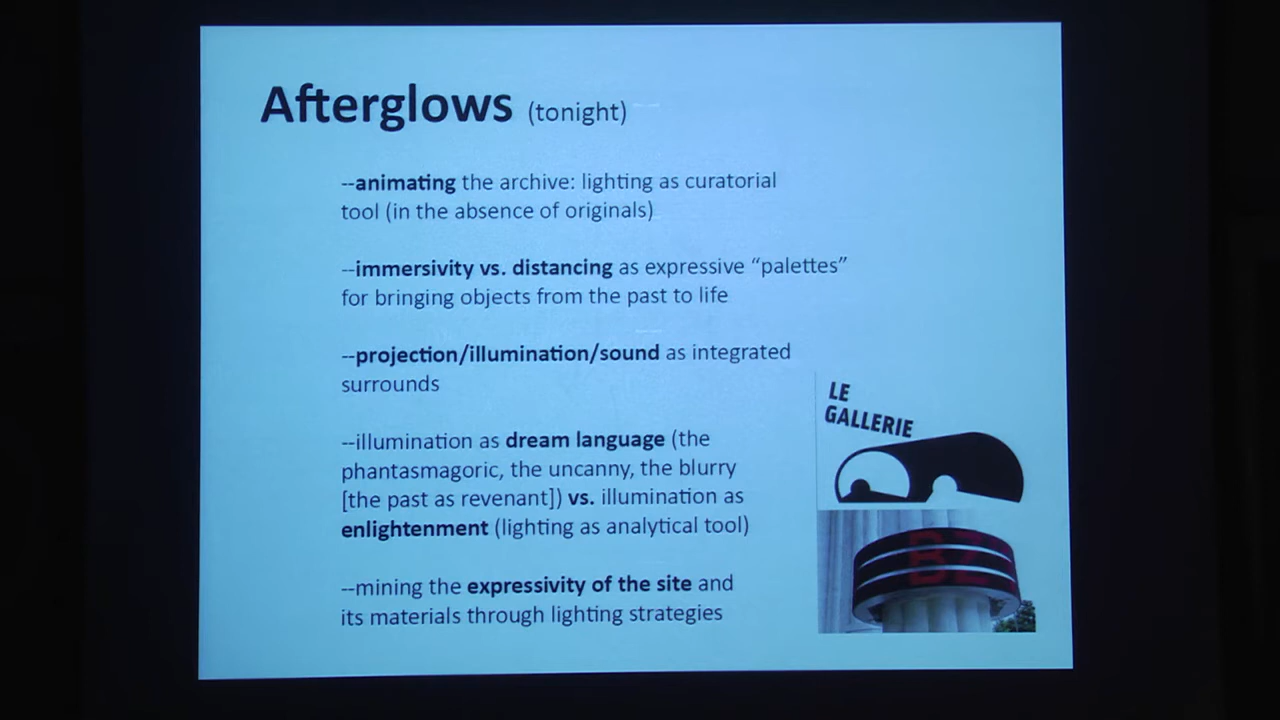 Afterglows (tonight)
--animating the archive: lighting as curatorial
tool (in the absence of originals)
--immersivity vs. distancing as expressive “palettes”
for bringing objects from the past to life
--projection/illumination/sound as integrated
surrounds
--illumination as dream language (the
phantasmagoric, the uncanny, the blurry
[the past as revenant]) vs. illumination as
enlightenment (lighting as analytical tool)
--mining the expressivity of the site and
its materials through lighting strategies
LE
GALLERIE
BZ